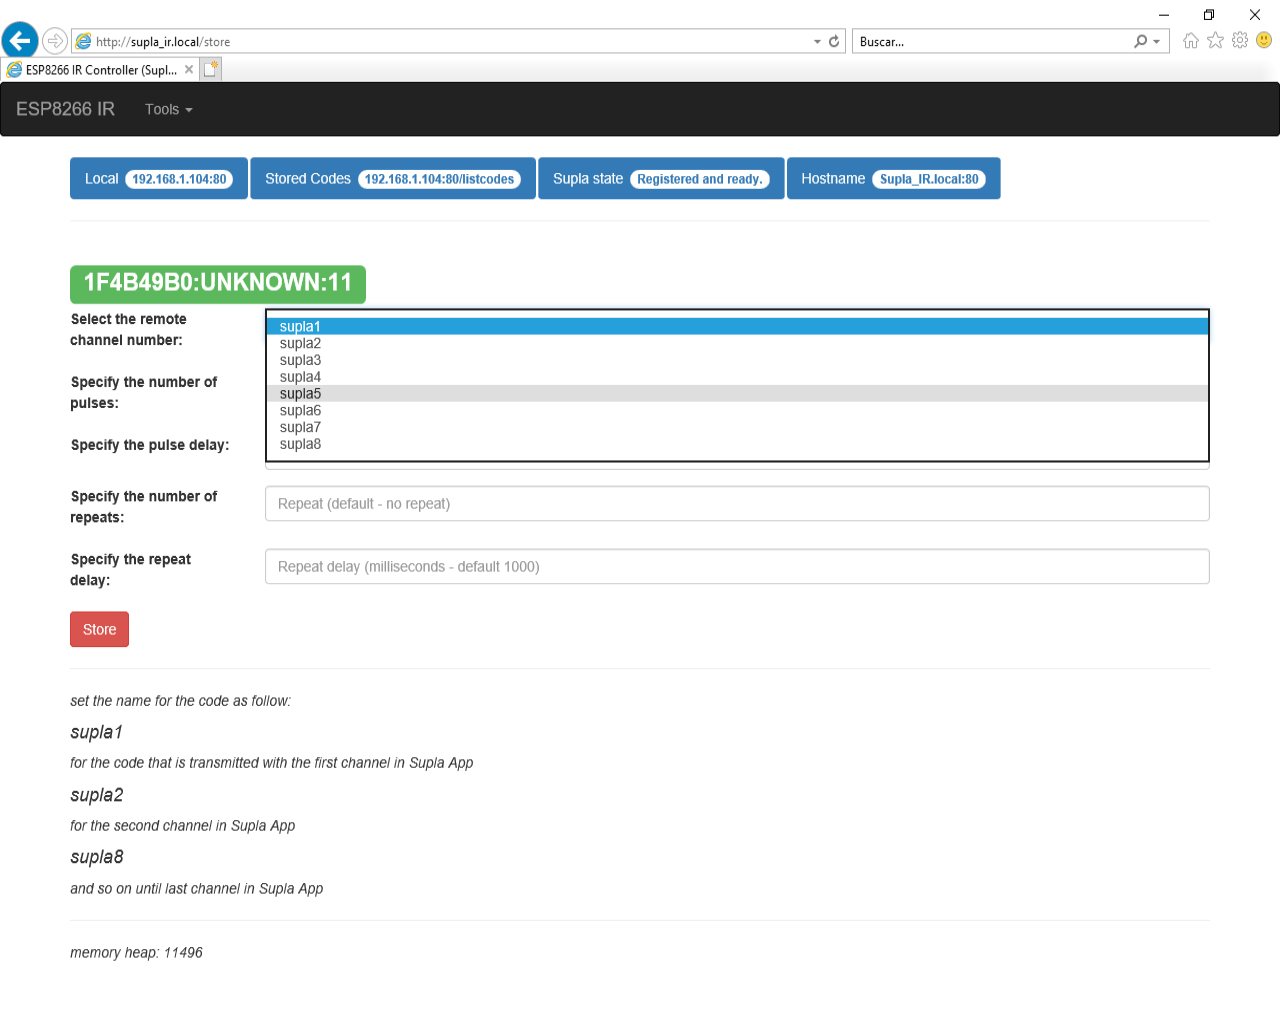 http://supla_ir.local/store
Buscar...
ESP8266 IR Controller (Supl...
ESP8266 IR
Tools
Local 192.168.1.104:80
Stored Codes 192.168.1.104:80/listcodes
Supla state Registered and ready.
Hostname Supla_IR.local:80
1F4B49B0:UNKNOWN:11
Select the remote
channel number:
supla1
supla2
supla3
supla4
supla5
supla6
supla7
supla8
Specify the number of
pulses:
Specify the pulse delay:
Specify the number of
repeats:
Repeat (default - no repeat)
Specify the repeat
delay:
Repeat delay (milliseconds - default 1000)
Store
set the name for the code as follow:
supla1
for the code that is transmitted with the first channel in Supla App
supla2
for the second channel in Supla App
supla8
and so on until last channel in Supla App
memory heap: 11496